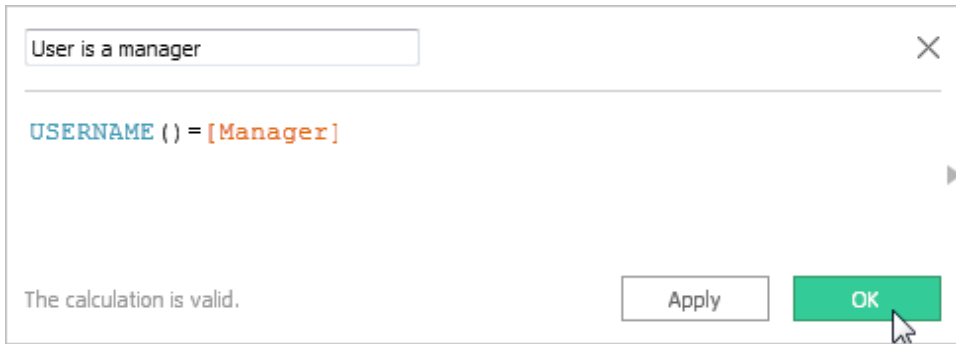 User is a manager
USERNAME()=[Manager]
The calculation is valid.
Apply
OK